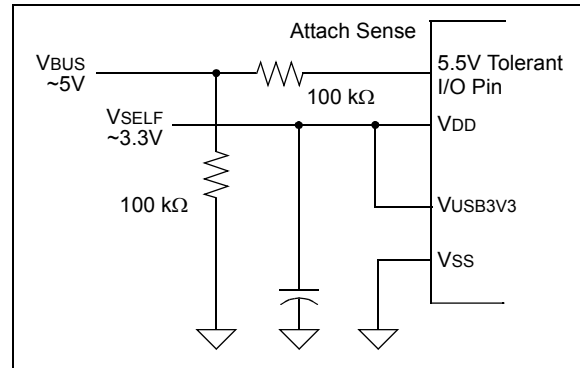 Attach Sense
VBUS
~5V
5.5V Tolerant
I/O Pin
100 kΩ
VSELF
~3.3V
VDD
100 kΩ
VUSB3V3
VSS